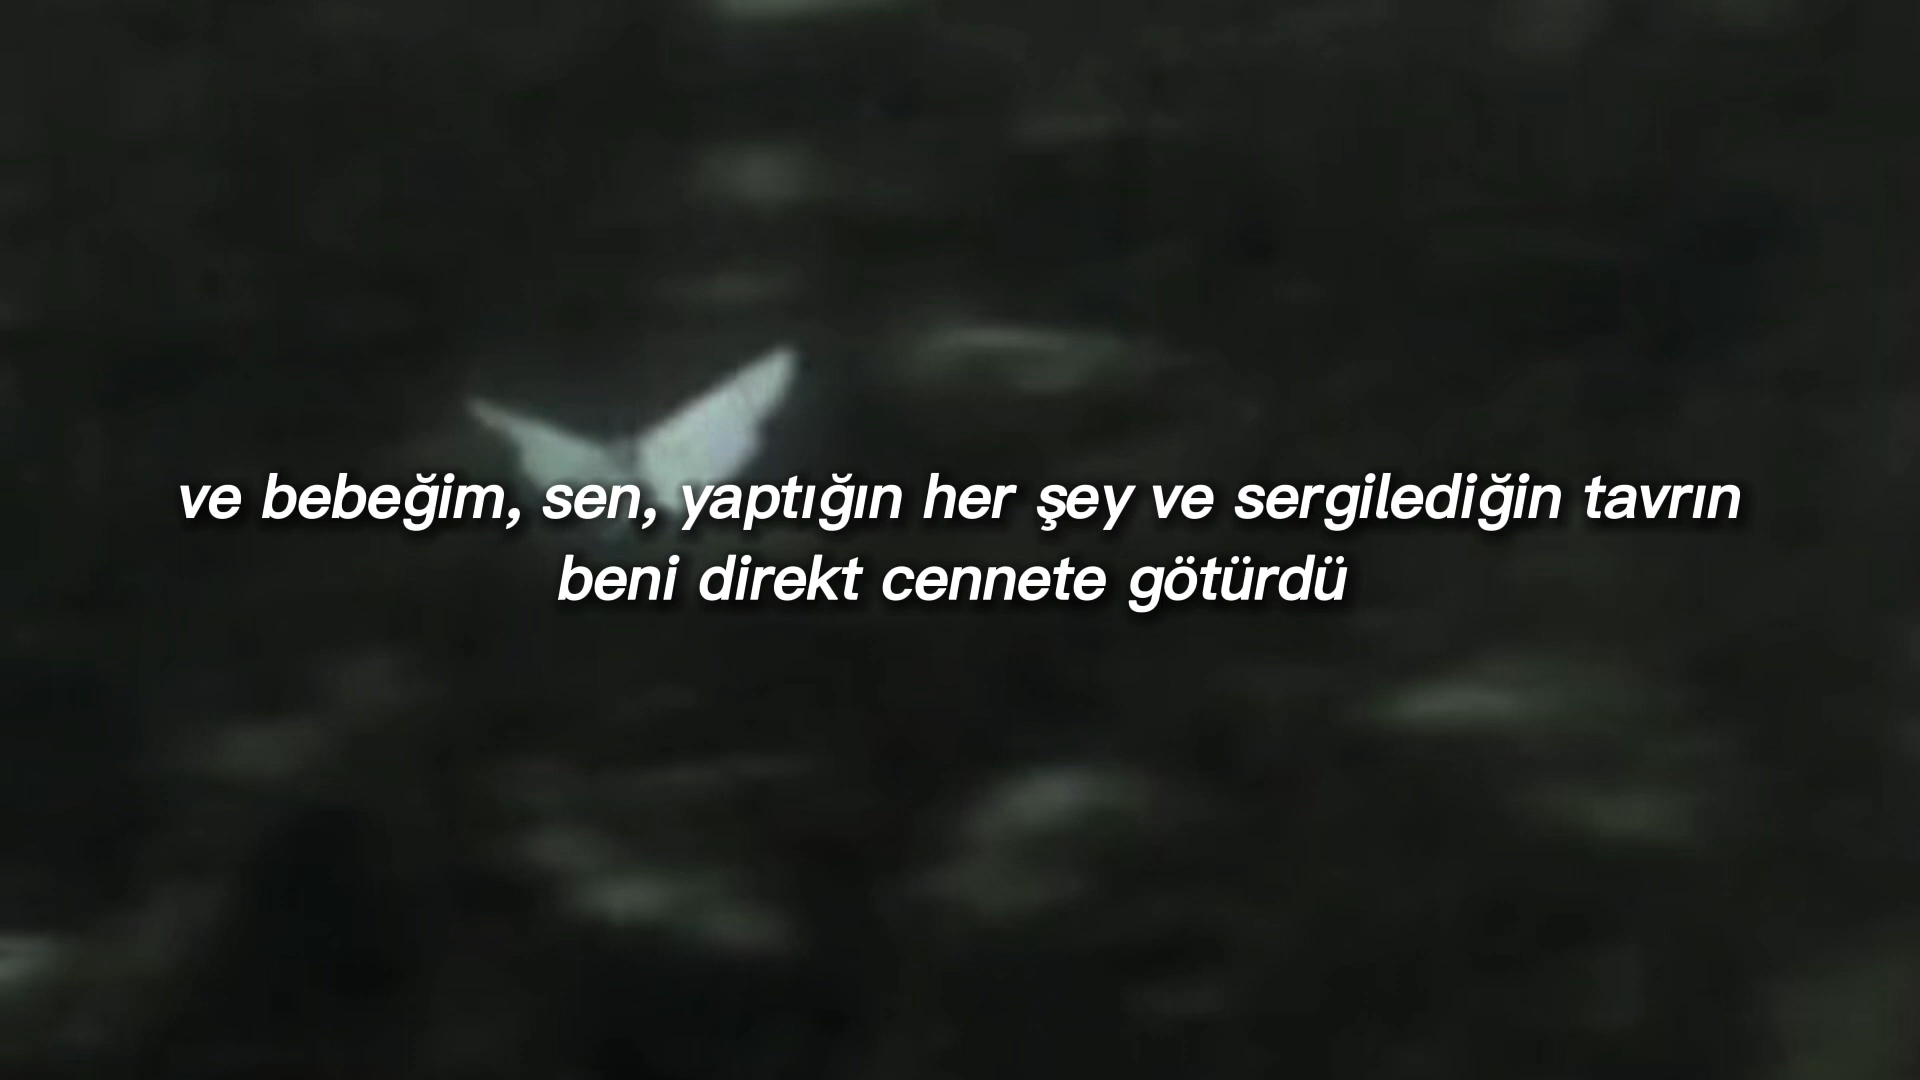 ve bebeğim, sen, yaptığın her şey ve sergilediğin tavrın
beni direkt cennete götürdü